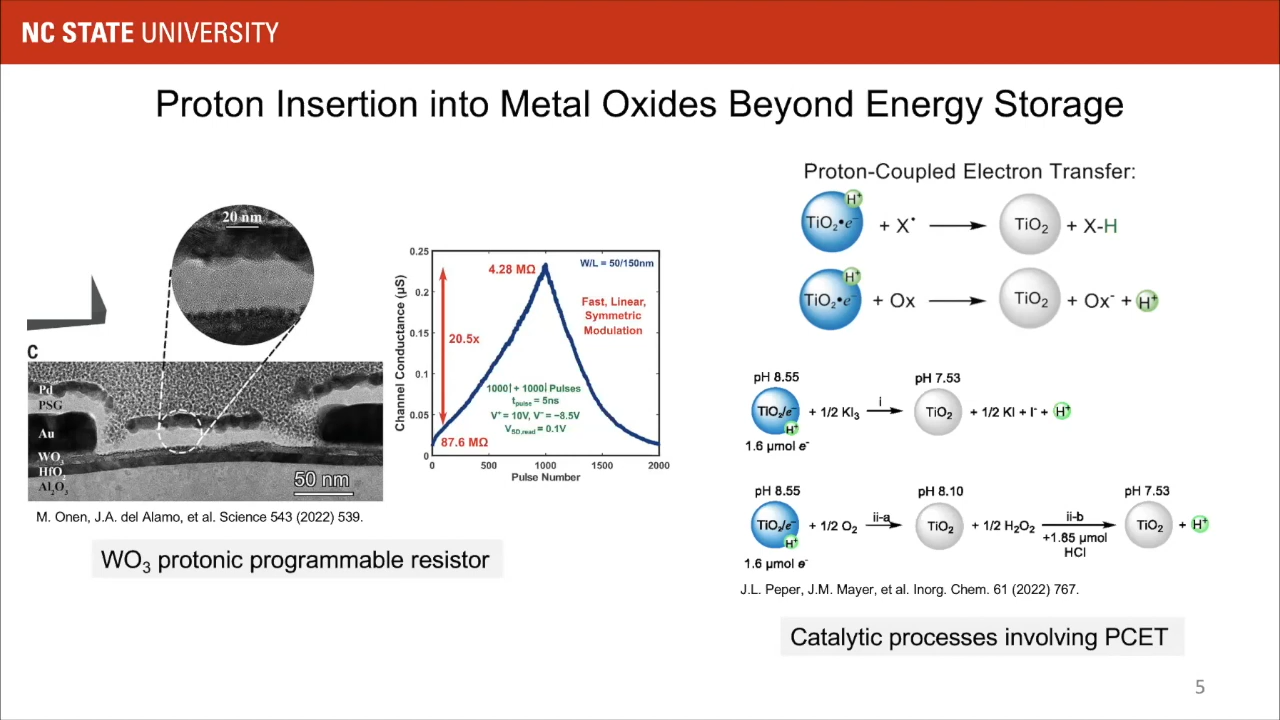 NC STATE UNIVERSITY
Proton Insertion into Metal Oxides Beyond Energy Storage
20 nm
C
Pd
PSG
Au
WO₃
HfO₂
Al₂O₃
50 nm
Channel Conductance (µS)
0.25
0.2
0.15
0.1
0.05
0
4.28 MΩ
W/L = 50/150nm
Fast, Linear,
Symmetric
Modulation
20.5x
1000↑ + 1000↓ Pulses
t_pulse = 5ns
V⁺ = 10V, V⁻ = −8.5V
V_SD,read = 0.1V
87.6 MΩ
0 500 1000 1500 2000
Pulse Number
M. Onen, J.A. del Alamo, et al. Science 543 (2022) 539.
WO₃ protonic programmable resistor
Proton-Coupled Electron Transfer:
TiO₂•e⁻ H⁺ + X• TiO₂ + X-H
TiO₂•e⁻ H⁺ + Ox TiO₂ + Ox⁻ + H⁺
pH 8.55 pH 7.53
TiO₂/e⁻ H⁺ + 1/2 KI₃ i TiO₂ + 1/2 KI + I⁻ + H⁺
1.6 µmol e⁻
pH 8.55 pH 8.10 pH 7.53
TiO₂/e⁻ H⁺ + 1/2 O₂ ii-a TiO₂ + 1/2 H₂O₂ ii-b TiO₂ + H⁺
+1.85 µmol
HCl
1.6 µmol e⁻
J.L. Peper, J.M. Mayer, et al. Inorg. Chem. 61 (2022) 767.
Catalytic processes involving PCET
5